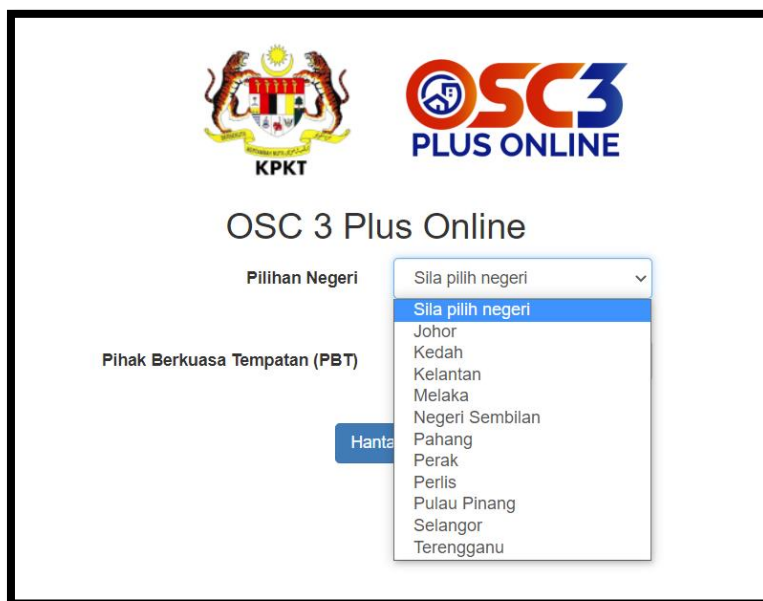 KPKT
OSC3
PLUS ONLINE
OSC 3 Plus Online
Pilihan Negeri
Sila pilih negeri
Sila pilih negeri
Johor
Kedah
Kelantan
Melaka
Negeri Sembilan
Pahang
Perak
Perlis
Pulau Pinang
Selangor
Terengganu
Pihak Berkuasa Tempatan (PBT)
Hanta